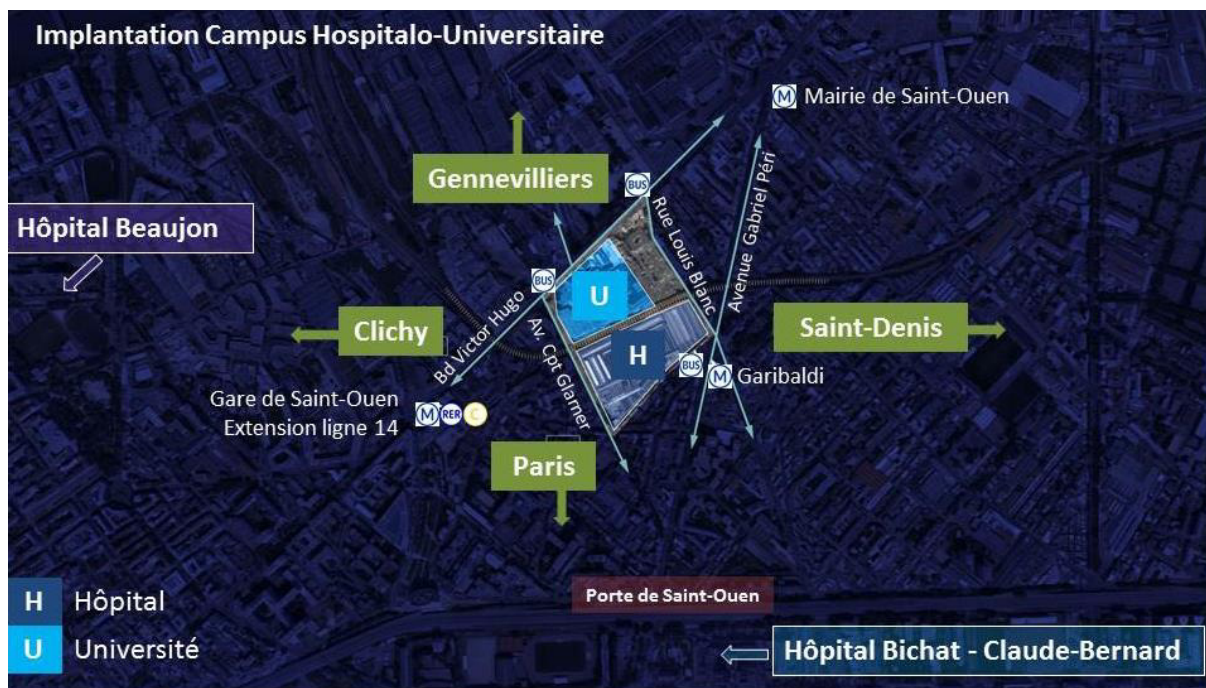 Implantation Campus Hospitalo-Universitaire
M Mairie de Saint-Ouen
Gennevilliers
BUS
Hôpital Beaujon
Rue Louis Blanc
Avenue Gabriel Péri
BUS
U
Clichy
Bd Victor Hugo
Av. Cpt Glarner
Saint-Denis
H
BUS
M Garibaldi
Gare de Saint-Ouen
Extension ligne 14
M RER C
Paris
H Hôpital
U Université
Porte de Saint-Ouen
Hôpital Bichat - Claude-Bernard